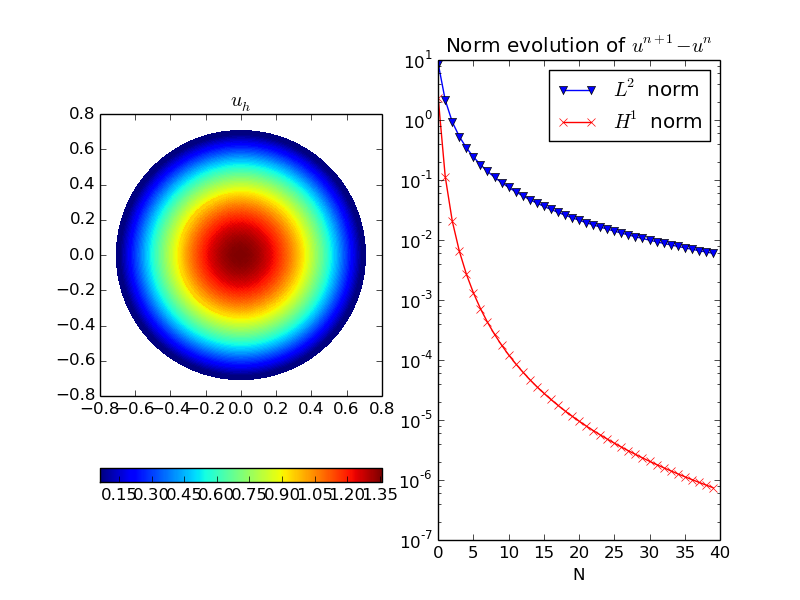 u_h
0.8
0.6
0.4
0.2
0.0
−0.2
−0.4
−0.6
−0.8
−0.8 −0.6 −0.4 −0.2 0.0 0.2 0.4 0.6 0.8
0.15 0.30 0.45 0.60 0.75 0.90 1.05 1.20 1.35
Norm evolution of u^{n+1}−u^n
L^2 norm
H^1 norm
10^1
10^0
10^-1
10^-2
10^-3
10^-4
10^-5
10^-6
10^-7
0 5 10 15 20 25 30 35 40
N